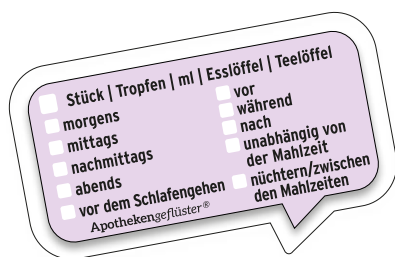 Stück | Tropfen | ml | Esslöffel | Teelöffel
morgens
mittags
nachmittags
abends
vor dem Schlafengehen
vor
während
nach
unabhängig von
der Mahlzeit
nüchtern/zwischen
den Mahlzeiten
Apothekengeflüster®